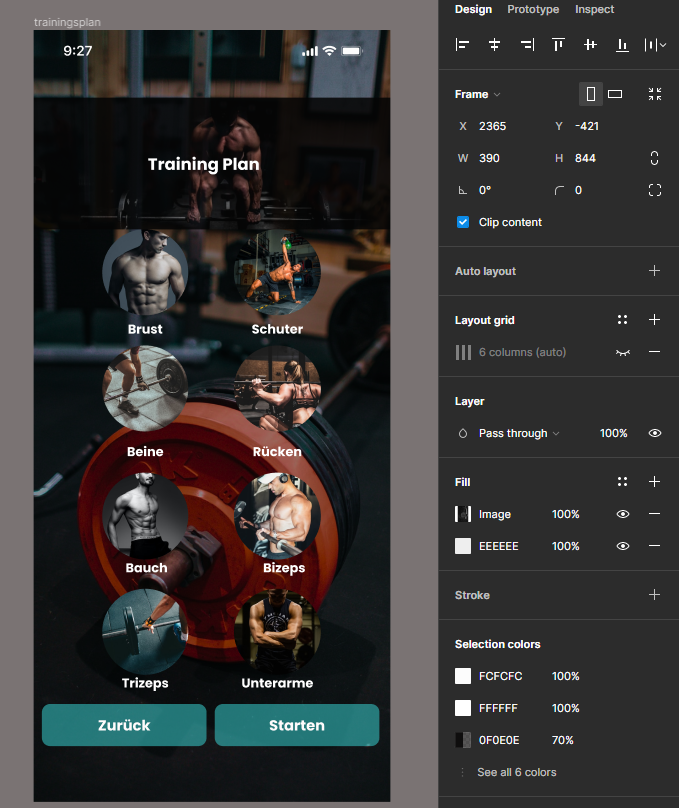 trainingsplan
9:27
Training Plan
Brust
Schuter
Beine
Rücken
Bauch
Bizeps
Trizeps
Unterarme
Zurück
Starten
Design
Prototype
Inspect
Frame
X
2365
Y
-421
W
390
H
844
0°
0
Clip content
Auto layout
Layout grid
6 columns (auto)
Layer
Pass through
100%
Fill
Image
100%
EEEEEE
100%
Stroke
Selection colors
FCFCFC
100%
FFFFFF
100%
0F0E0E
70%
See all 6 colors